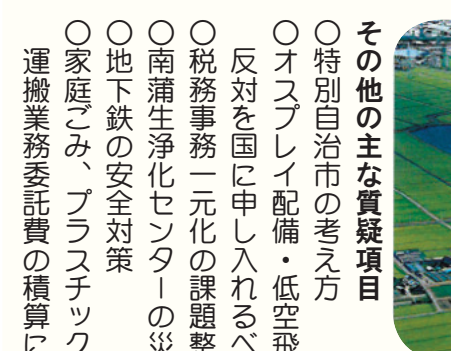 その他の主な質疑項目
○特別自治市の考え方
○オスプレイ配備・低空飛
反対を国に申し入れるべ
○税務事務一元化の課題整
○南蒲生浄化センターの災
○地下鉄の安全対策
○家庭ごみ、プラスチック
運搬業務委託費の積算に